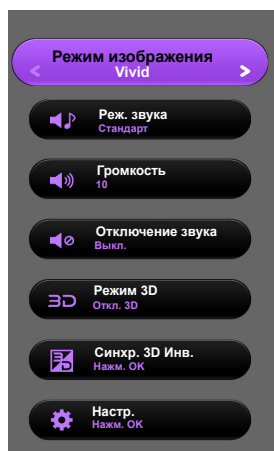 Режим изображения
Vivid
Реж. звука
Стандарт
Громкость
10
Отключение звука
Выкл.
Режим 3D
Откл. 3D
Синхр. 3D Инв.
Нажм. OK
Настр.
Нажм. OK